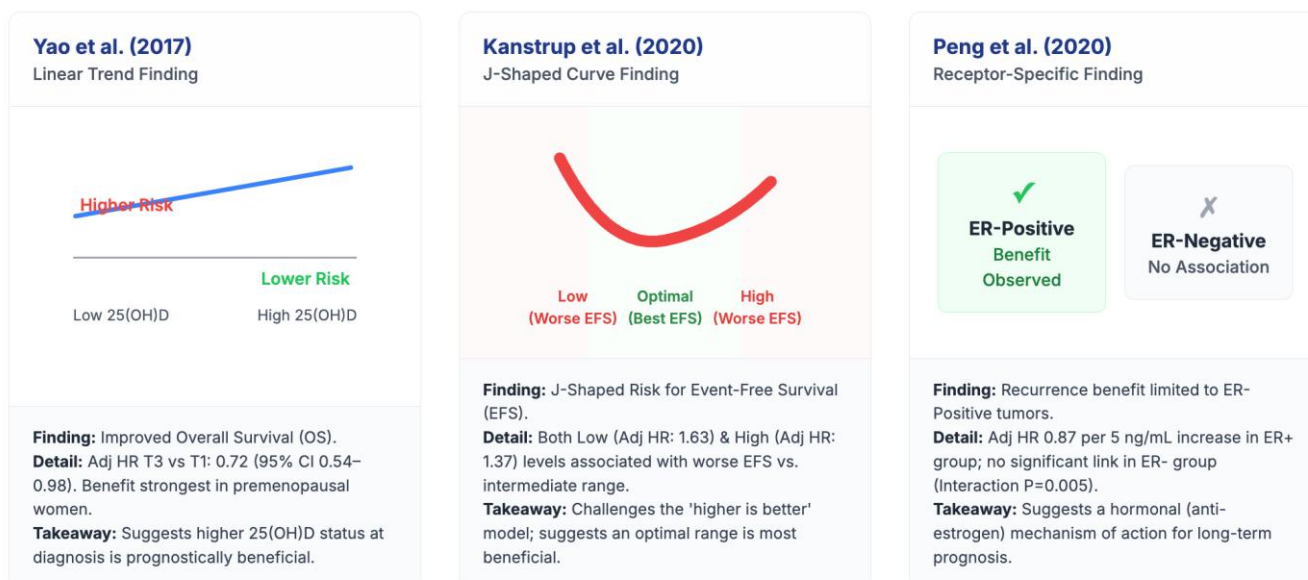 Yao et al. (2017)
Linear Trend Finding
Higher Risk
Lower Risk
Low 25(OH)D
High 25(OH)D
Finding: Improved Overall Survival (OS).
Detail: Adj HR T3 vs T1: 0.72 (95% CI 0.54–
0.98). Benefit strongest in premenopausal
women.
Takeaway: Suggests higher 25(OH)D status at
diagnosis is prognostically beneficial.
Kanstrup et al. (2020)
J-Shaped Curve Finding
Low
(Worse EFS)
Optimal
(Best EFS)
High
(Worse EFS)
Finding: J-Shaped Risk for Event-Free Survival
(EFS).
Detail: Both Low (Adj HR: 1.63) & High (Adj HR:
1.37) levels associated with worse EFS vs.
intermediate range.
Takeaway: Challenges the 'higher is better'
model; suggests an optimal range is most
beneficial.
Peng et al. (2020)
Receptor-Specific Finding
✓
ER-Positive
Benefit
Observed
✗
ER-Negative
No Association
Finding: Recurrence benefit limited to ER-
Positive tumors.
Detail: Adj HR 0.87 per 5 ng/mL increase in ER+
group; no significant link in ER- group
(Interaction P=0.005).
Takeaway: Suggests a hormonal (anti-
estrogen) mechanism of action for long-term
prognosis.